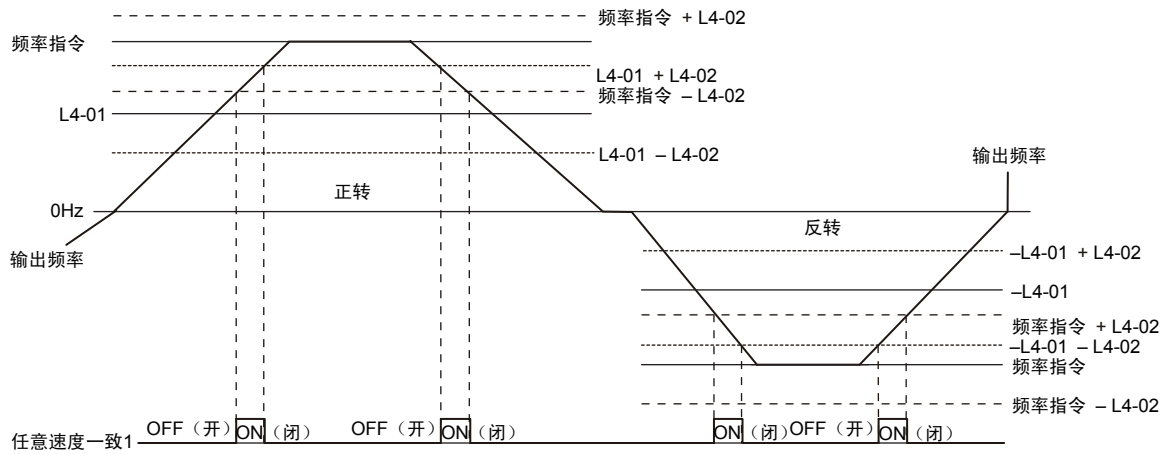 频率指令 + L4-02
频率指令
L4-01 + L4-02
频率指令 – L4-02
L4-01
L4-01 – L4-02
输出频率
正转
0Hz
反转
输出频率
–L4-01 + L4-02
–L4-01
频率指令 + L4-02
–L4-01 – L4-02
频率指令
频率指令 – L4-02
任意速度一致1 OFF（开） ON （闭） OFF（开） ON （闭） ON （闭）OFF（开） ON （闭）